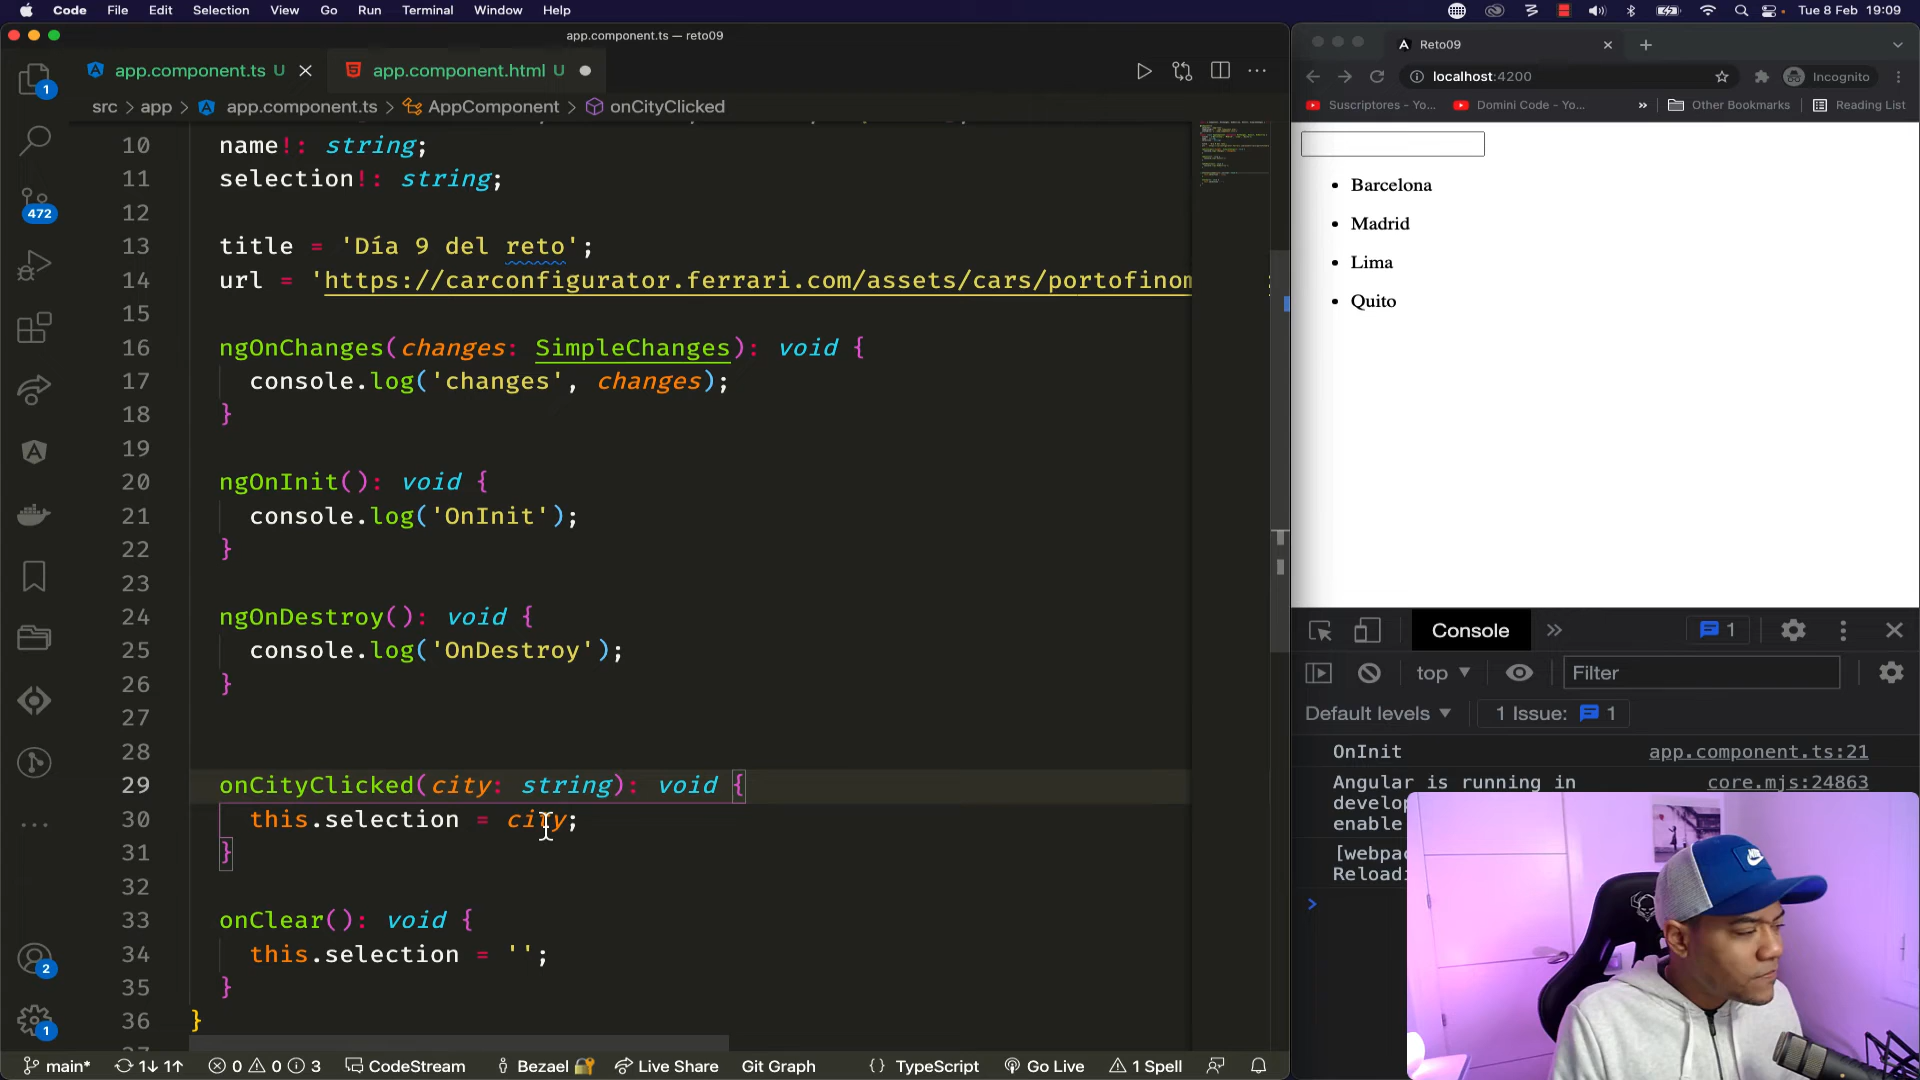 Code File Edit Selection View Go Run Terminal Window Help Tue 8 Feb 19:09
app.component.ts — reto09
app.component.ts U app.component.html U
src > app > app.component.ts > AppComponent > onCityClicked
10 name!: string;
11 selection!: string;
12
13 title = 'Día 9 del reto';
14 url = 'https://carconfigurator.ferrari.com/assets/cars/portofinom
15
16 ngOnChanges(changes: SimpleChanges): void {
17 console.log('changes', changes);
18 }
19
20 ngOnInit(): void {
21 console.log('OnInit');
22 }
23
24 ngOnDestroy(): void {
25 console.log('OnDestroy');
26 }
27
28
29 onCityClicked(city: string): void {
30 this.selection = city;
31 }
32
33 onClear(): void {
34 this.selection = '';
35 }
36 }
1
472
2
1
main* 1↓ 1↑ 0 0 3 CodeStream Bezael Live Share Git Graph {} TypeScript Go Live 1 Spell
Reto09
localhost:4200 Incognito
Suscriptores - Yo... Domini Code - Yo... » Other Bookmarks Reading List
Barcelona
Madrid
Lima
Quito
Console » 1
top Filter
Default levels 1 Issue: 1
OnInit app.component.ts:21
Angular is running in core.mjs:24863
develop
enable
[webpac
Reloadi